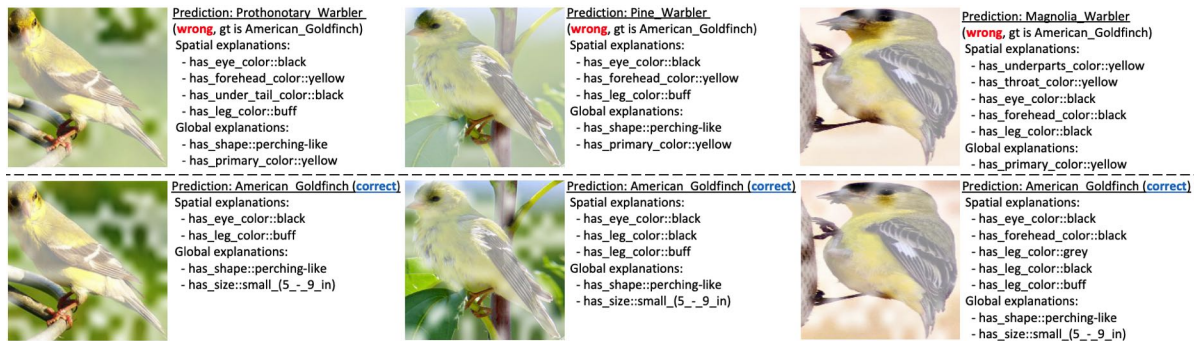 Prediction: Prothonotary_Warbler
(wrong, gt is American_Goldfinch)
Spatial explanations:
- has_eye_color::black
- has_forehead_color::yellow
- has_under_tail_color::black
- has_leg_color::buff
Global explanations:
- has_shape::perching-like
- has_primary_color::yellow
Prediction: Pine_Warbler
(wrong, gt is American_Goldfinch)
Spatial explanations:
- has_eye_color::black
- has_forehead_color::yellow
- has_leg_color::buff
Global explanations:
- has_shape::perching-like
- has_primary_color::yellow
Prediction: Magnolia_Warbler
(wrong, gt is American_Goldfinch)
Spatial explanations:
- has_underparts_color::yellow
- has_throat_color::yellow
- has_eye_color::black
- has_forehead_color::black
- has_leg_color::black
Global explanations:
- has_primary_color::yellow
Prediction: American_Goldfinch (correct)
Spatial explanations:
- has_eye_color::black
- has_leg_color::buff
Global explanations:
- has_shape::perching-like
- has_size::small_(5_-_9_in)
Prediction: American_Goldfinch (correct)
Spatial explanations:
- has_eye_color::black
- has_leg_color::black
- has_leg_color::buff
Global explanations:
- has_shape::perching-like
- has_size::small_(5_-_9_in)
Prediction: American_Goldfinch (correct)
Spatial explanations:
- has_eye_color::black
- has_forehead_color::black
- has_leg_color::grey
- has_leg_color::black
- has_leg_color::buff
Global explanations:
- has_shape::perching-like
- has_size::small_(5_-_9_in)